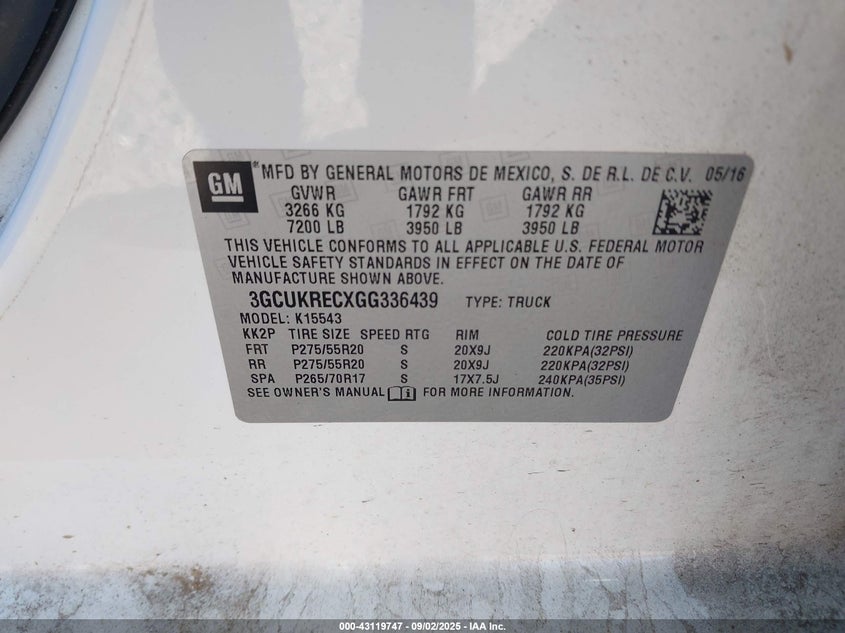 GM
MFD BY GENERAL MOTORS DE MEXICO, S. DE R.L. DE C.V. 05/16
GVWR GAWR FRT GAWR RR
3266 KG 1792 KG 1792 KG
7200 LB 3950 LB 3950 LB
THIS VEHICLE CONFORMS TO ALL APPLICABLE U.S. FEDERAL MOTOR
VEHICLE SAFETY STANDARDS IN EFFECT ON THE DATE OF
MANUFACTURE SHOWN ABOVE.
3GCUKRECXGG336439 TYPE: TRUCK
MODEL: K15543
KK2P TIRE SIZE SPEED RTG RIM COLD TIRE PRESSURE
FRT P275/55R20 S 20X9J 220KPA(32PSI)
RR P275/55R20 S 20X9J 220KPA(32PSI)
SPA P265/70R17 S 17X7.5J 240KPA(35PSI)
SEE OWNER'S MANUAL FOR MORE INFORMATION.
000-43119747 - 09/02/2025 - IAA Inc.